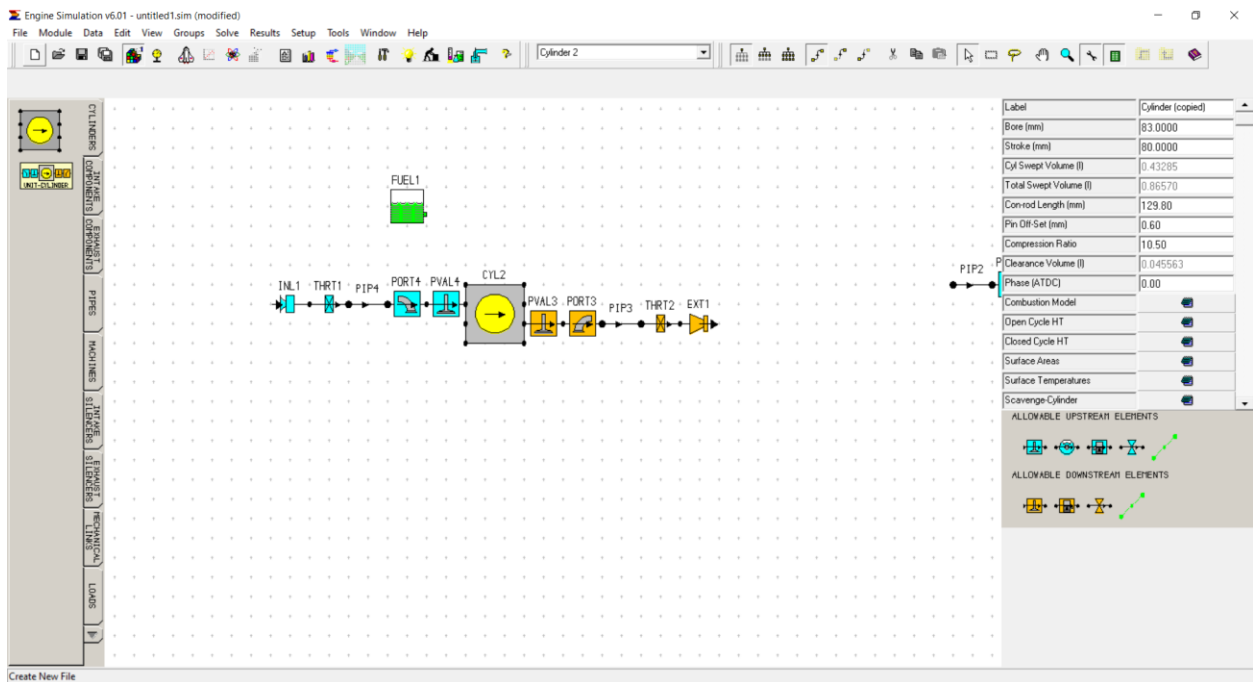 Engine Simulation v6.01 - untitled1.sim (modified)
File Module Data Edit View Groups Solve Results Setup Tools Window Help
Cylinder 2
CYLINDERS
UNIT-CYLINDER
INTAKE COMPONENTS
EXHAUST COMPONENTS
PIPES
MACHINES
INTAKE SILENCERS
EXHAUST SILENCERS
MECHANICAL LINKS
LOADS
FUEL1
INL1 THRT1 PIP4 PORT4 PVAL4 CYL2
PVAL3 PORT3 PIP3 THRT2 EXT1
PIP2 P
Label Cylinder (copied)
Bore (mm) 83.0000
Stroke (mm) 80.0000
Cyl Swept Volume (l) 0.43285
Total Swept Volume (l) 0.86570
Con-rod Length (mm) 129.80
Pin Off-Set (mm) 0.60
Compression Ratio 10.50
Clearance Volume (l) 0.045563
Phase (ATDC) 0.00
Combustion Model
Open Cycle HT
Closed Cycle HT
Surface Areas
Surface Temperatures
Scavenge-Cylinder
ALLOWABLE UPSTREAM ELEMENTS
ALLOWABLE DOWNSTREAM ELEMENTS
Create New File